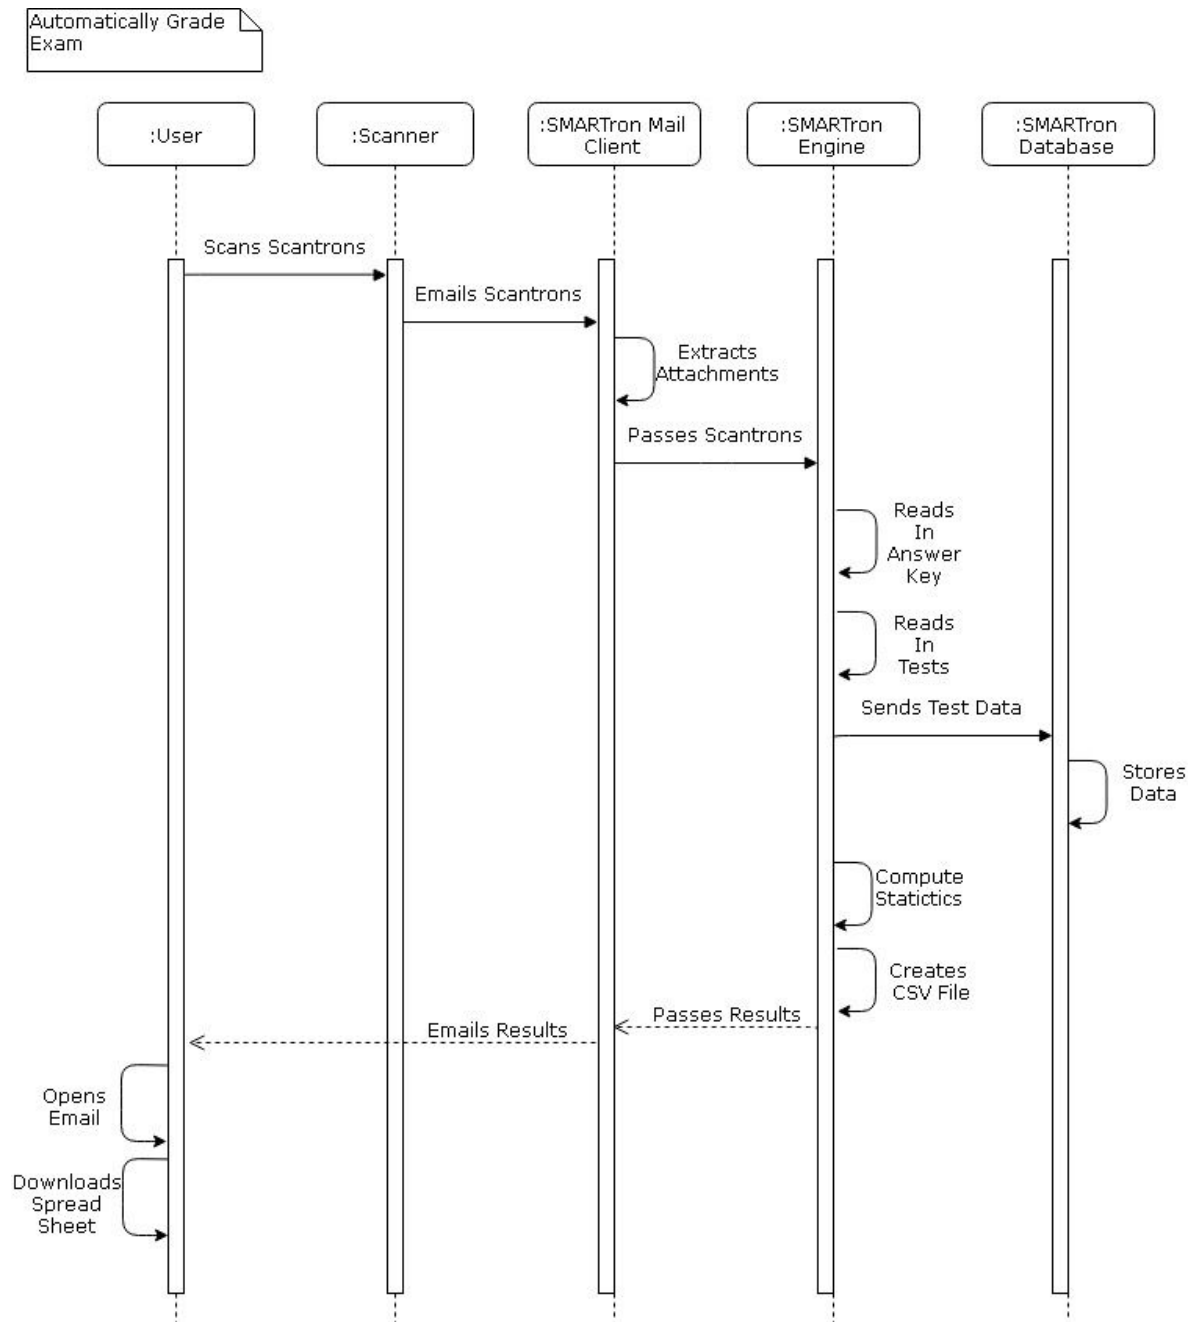 Automatically Grade
Exam
:User
:Scanner
:SMARTron Mail
Client
:SMARTron
Engine
:SMARTron
Database
Scans Scantrons
Emails Scantrons
Extracts
Attachments
Passes Scantrons
Reads
In
Answer
Key
Reads
In
Tests
Sends Test Data
Stores
Data
Compute
Statictics
Creates
CSV File
Passes Results
Emails Results
Opens
Email
Downloads
Spread
Sheet